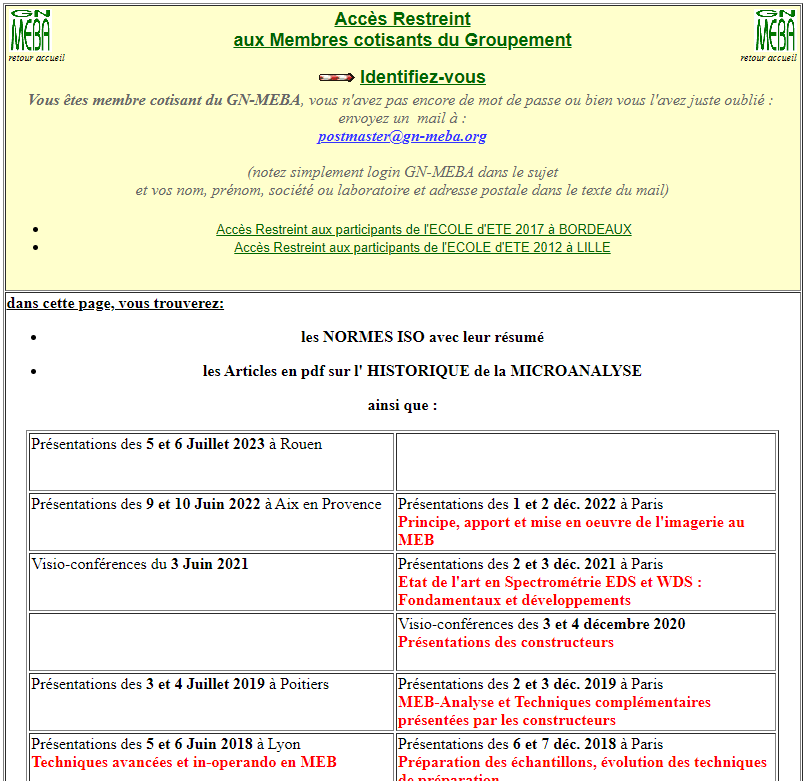 GN
MEBA
retour accueil
Accès Restreint
aux Membres cotisants du Groupement
GN
MEBA
retour accueil
Identifiez-vous
Vous êtes membre cotisant du GN-MEBA, vous n'avez pas encore de mot de passe ou bien vous l'avez juste oublié :
envoyez un mail à :
postmaster@gn-meba.org
(notez simplement login GN-MEBA dans le sujet
et vos nom, prénom, société ou laboratoire et adresse postale dans le texte du mail)
Accès Restreint aux participants de l'ECOLE d'ETE 2017 à BORDEAUX
Accès Restreint aux participants de l'ECOLE d'ETE 2012 à LILLE
dans cette page, vous trouverez:
les NORMES ISO avec leur résumé
les Articles en pdf sur l' HISTORIQUE de la MICROANALYSE
ainsi que :
Présentations des 5 et 6 Juillet 2023 à Rouen
Présentations des 9 et 10 Juin 2022 à Aix en Provence
Présentations des 1 et 2 déc. 2022 à Paris
Principe, apport et mise en oeuvre de l'imagerie au
MEB
Visio-conférences du 3 Juin 2021
Présentations des 2 et 3 déc. 2021 à Paris
Etat de l'art en Spectrométrie EDS et WDS :
Fondamentaux et développements
Visio-conférences des 3 et 4 décembre 2020
Présentations des constructeurs
Présentations des 3 et 4 Juillet 2019 à Poitiers
Présentations des 2 et 3 déc. 2019 à Paris
MEB-Analyse et Techniques complémentaires
présentées par les constructeurs
Présentations des 5 et 6 Juin 2018 à Lyon
Techniques avancées et in-operando en MEB
Présentations des 6 et 7 déc. 2018 à Paris
Préparation des échantillons, évolution des techniques
de préparation